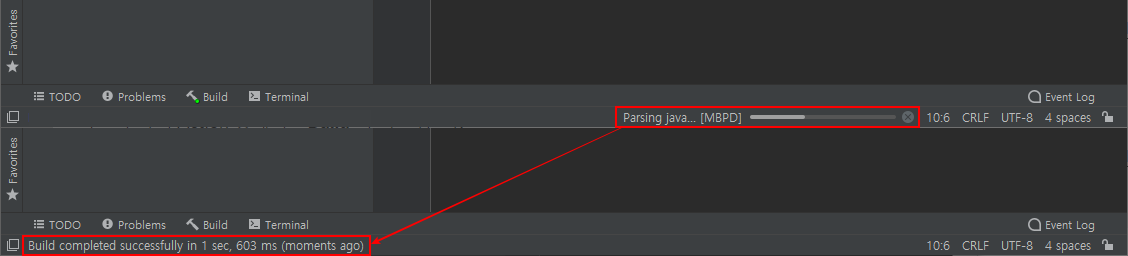 Favorites
TODO Problems Build Terminal Event Log
Parsing java... [MBPD] 10:6 CRLF UTF-8 4 spaces
Favorites
TODO Problems Build Terminal Event Log
Build completed successfully in 1 sec, 603 ms (moments ago) 10:6 CRLF UTF-8 4 spaces